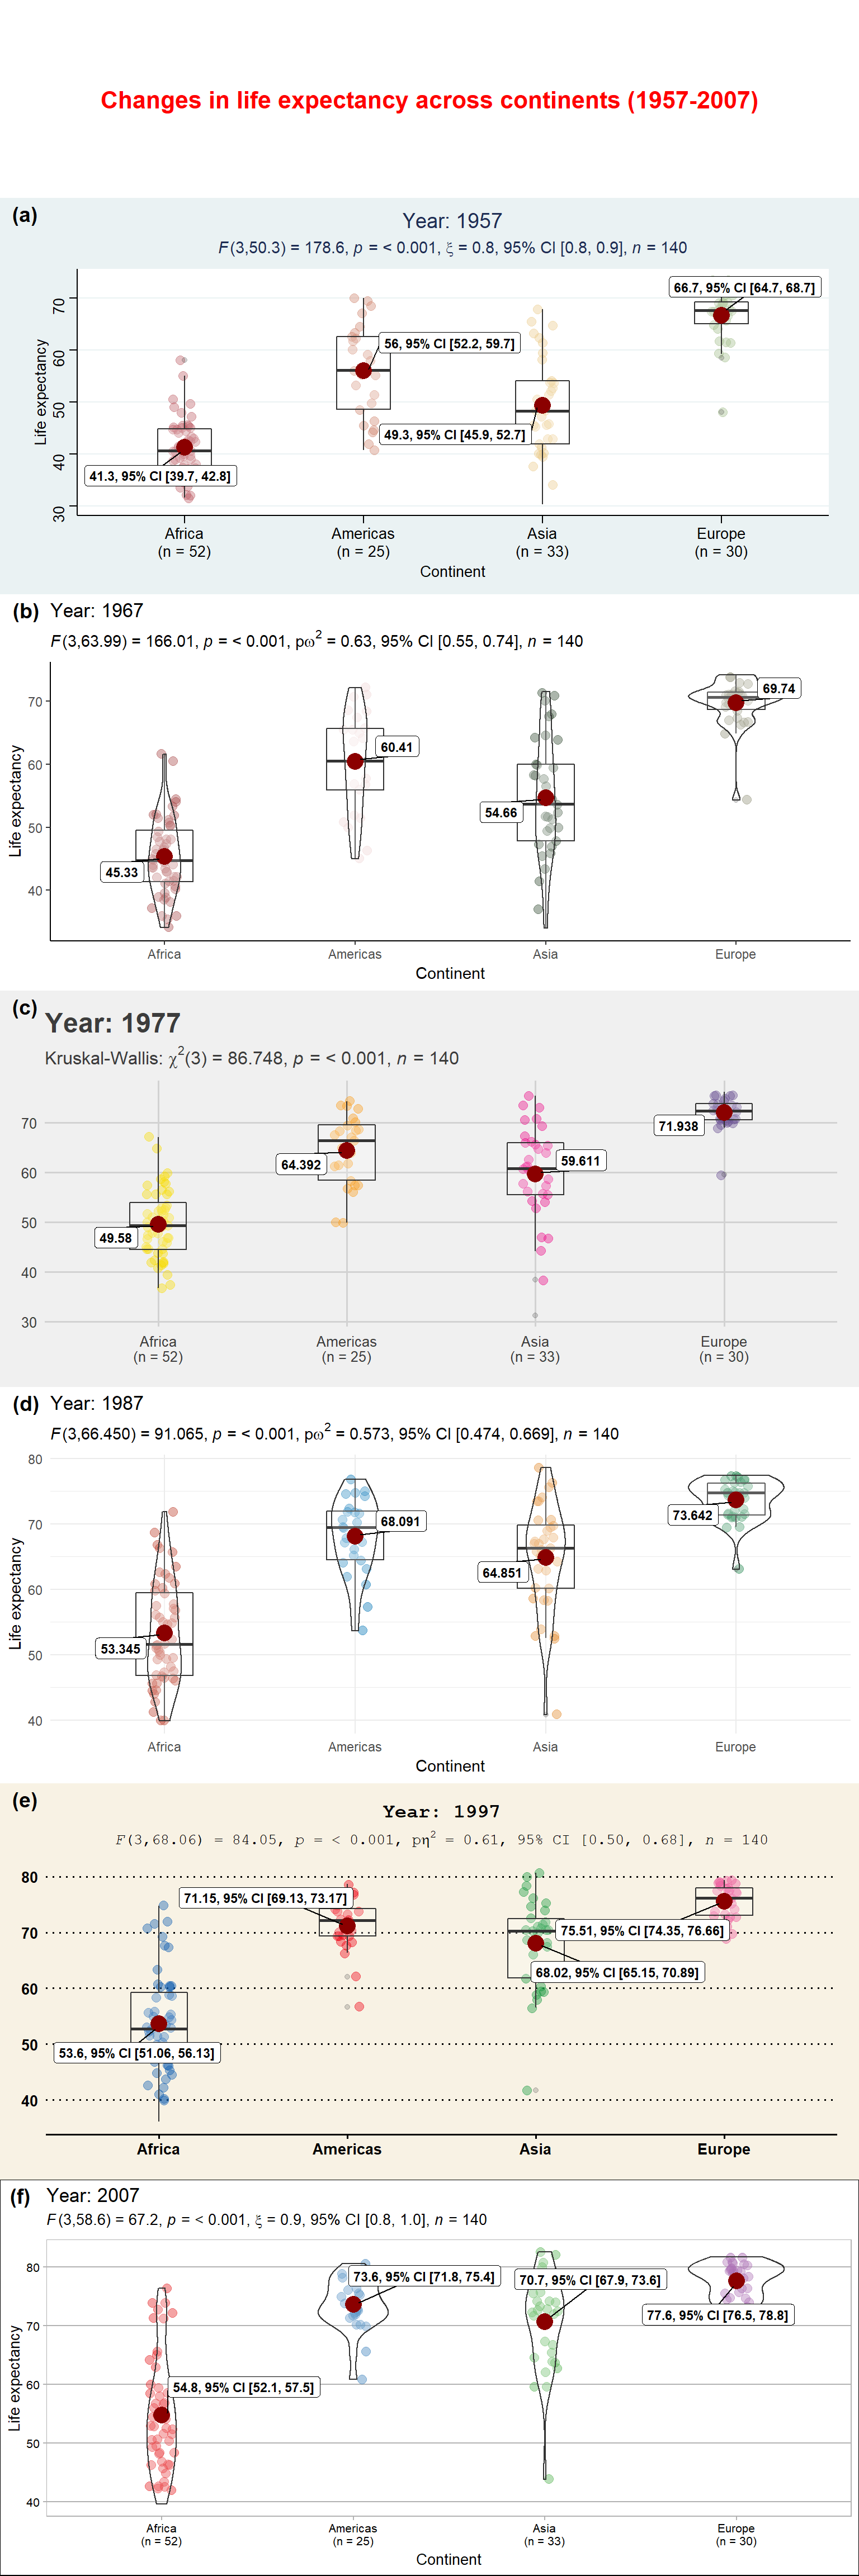 Changes in life expectancy across continents (1957-2007)
(a)
Year: 1957
F(3,50.3) = 178.6, p = < 0.001, ξ = 0.8, 95% CI [0.8, 0.9], n = 140
66.7, 95% CI [64.7, 68.7]
56, 95% CI [52.2, 59.7]
49.3, 95% CI [45.9, 52.7]
41.3, 95% CI [39.7, 42.8]
Life expectancy
70
60
50
40
30
Africa Americas Asia Europe
(n = 52) (n = 25) (n = 33) (n = 30)
Continent
(b) Year: 1967
F(3,63.99) = 166.01, p = < 0.001, pω² = 0.63, 95% CI [0.55, 0.74], n = 140
69.74
60.41
54.66
45.33
Life expectancy
70
60
50
40
Africa Americas Asia Europe
Continent
(c)
Year: 1977
Kruskal-Wallis: χ²(3) = 86.748, p = < 0.001, n = 140
71.938
64.392
59.611
49.58
70
60
50
40
30
Africa Americas Asia Europe
(n = 52) (n = 25) (n = 33) (n = 30)
(d) Year: 1987
F(3,66.450) = 91.065, p = < 0.001, pω² = 0.573, 95% CI [0.474, 0.669], n = 140
73.642
68.091
64.851
53.345
Life expectancy
80
70
60
50
40
Africa Americas Asia Europe
Continent
(e)
Year: 1997
F(3,68.06) = 84.05, p = < 0.001, pη² = 0.61, 95% CI [0.50, 0.68], n = 140
71.15, 95% CI [69.13, 73.17]
75.51, 95% CI [74.35, 76.66]
68.02, 95% CI [65.15, 70.89]
53.6, 95% CI [51.06, 56.13]
80
70
60
50
40
Africa Americas Asia Europe
(f) Year: 2007
F(3,58.6) = 67.2, p = < 0.001, ξ = 0.9, 95% CI [0.8, 1.0], n = 140
73.6, 95% CI [71.8, 75.4]
70.7, 95% CI [67.9, 73.6]
77.6, 95% CI [76.5, 78.8]
54.8, 95% CI [52.1, 57.5]
Life expectancy
80
70
60
50
40
Africa Americas Asia Europe
(n = 52) (n = 25) (n = 33) (n = 30)
Continent